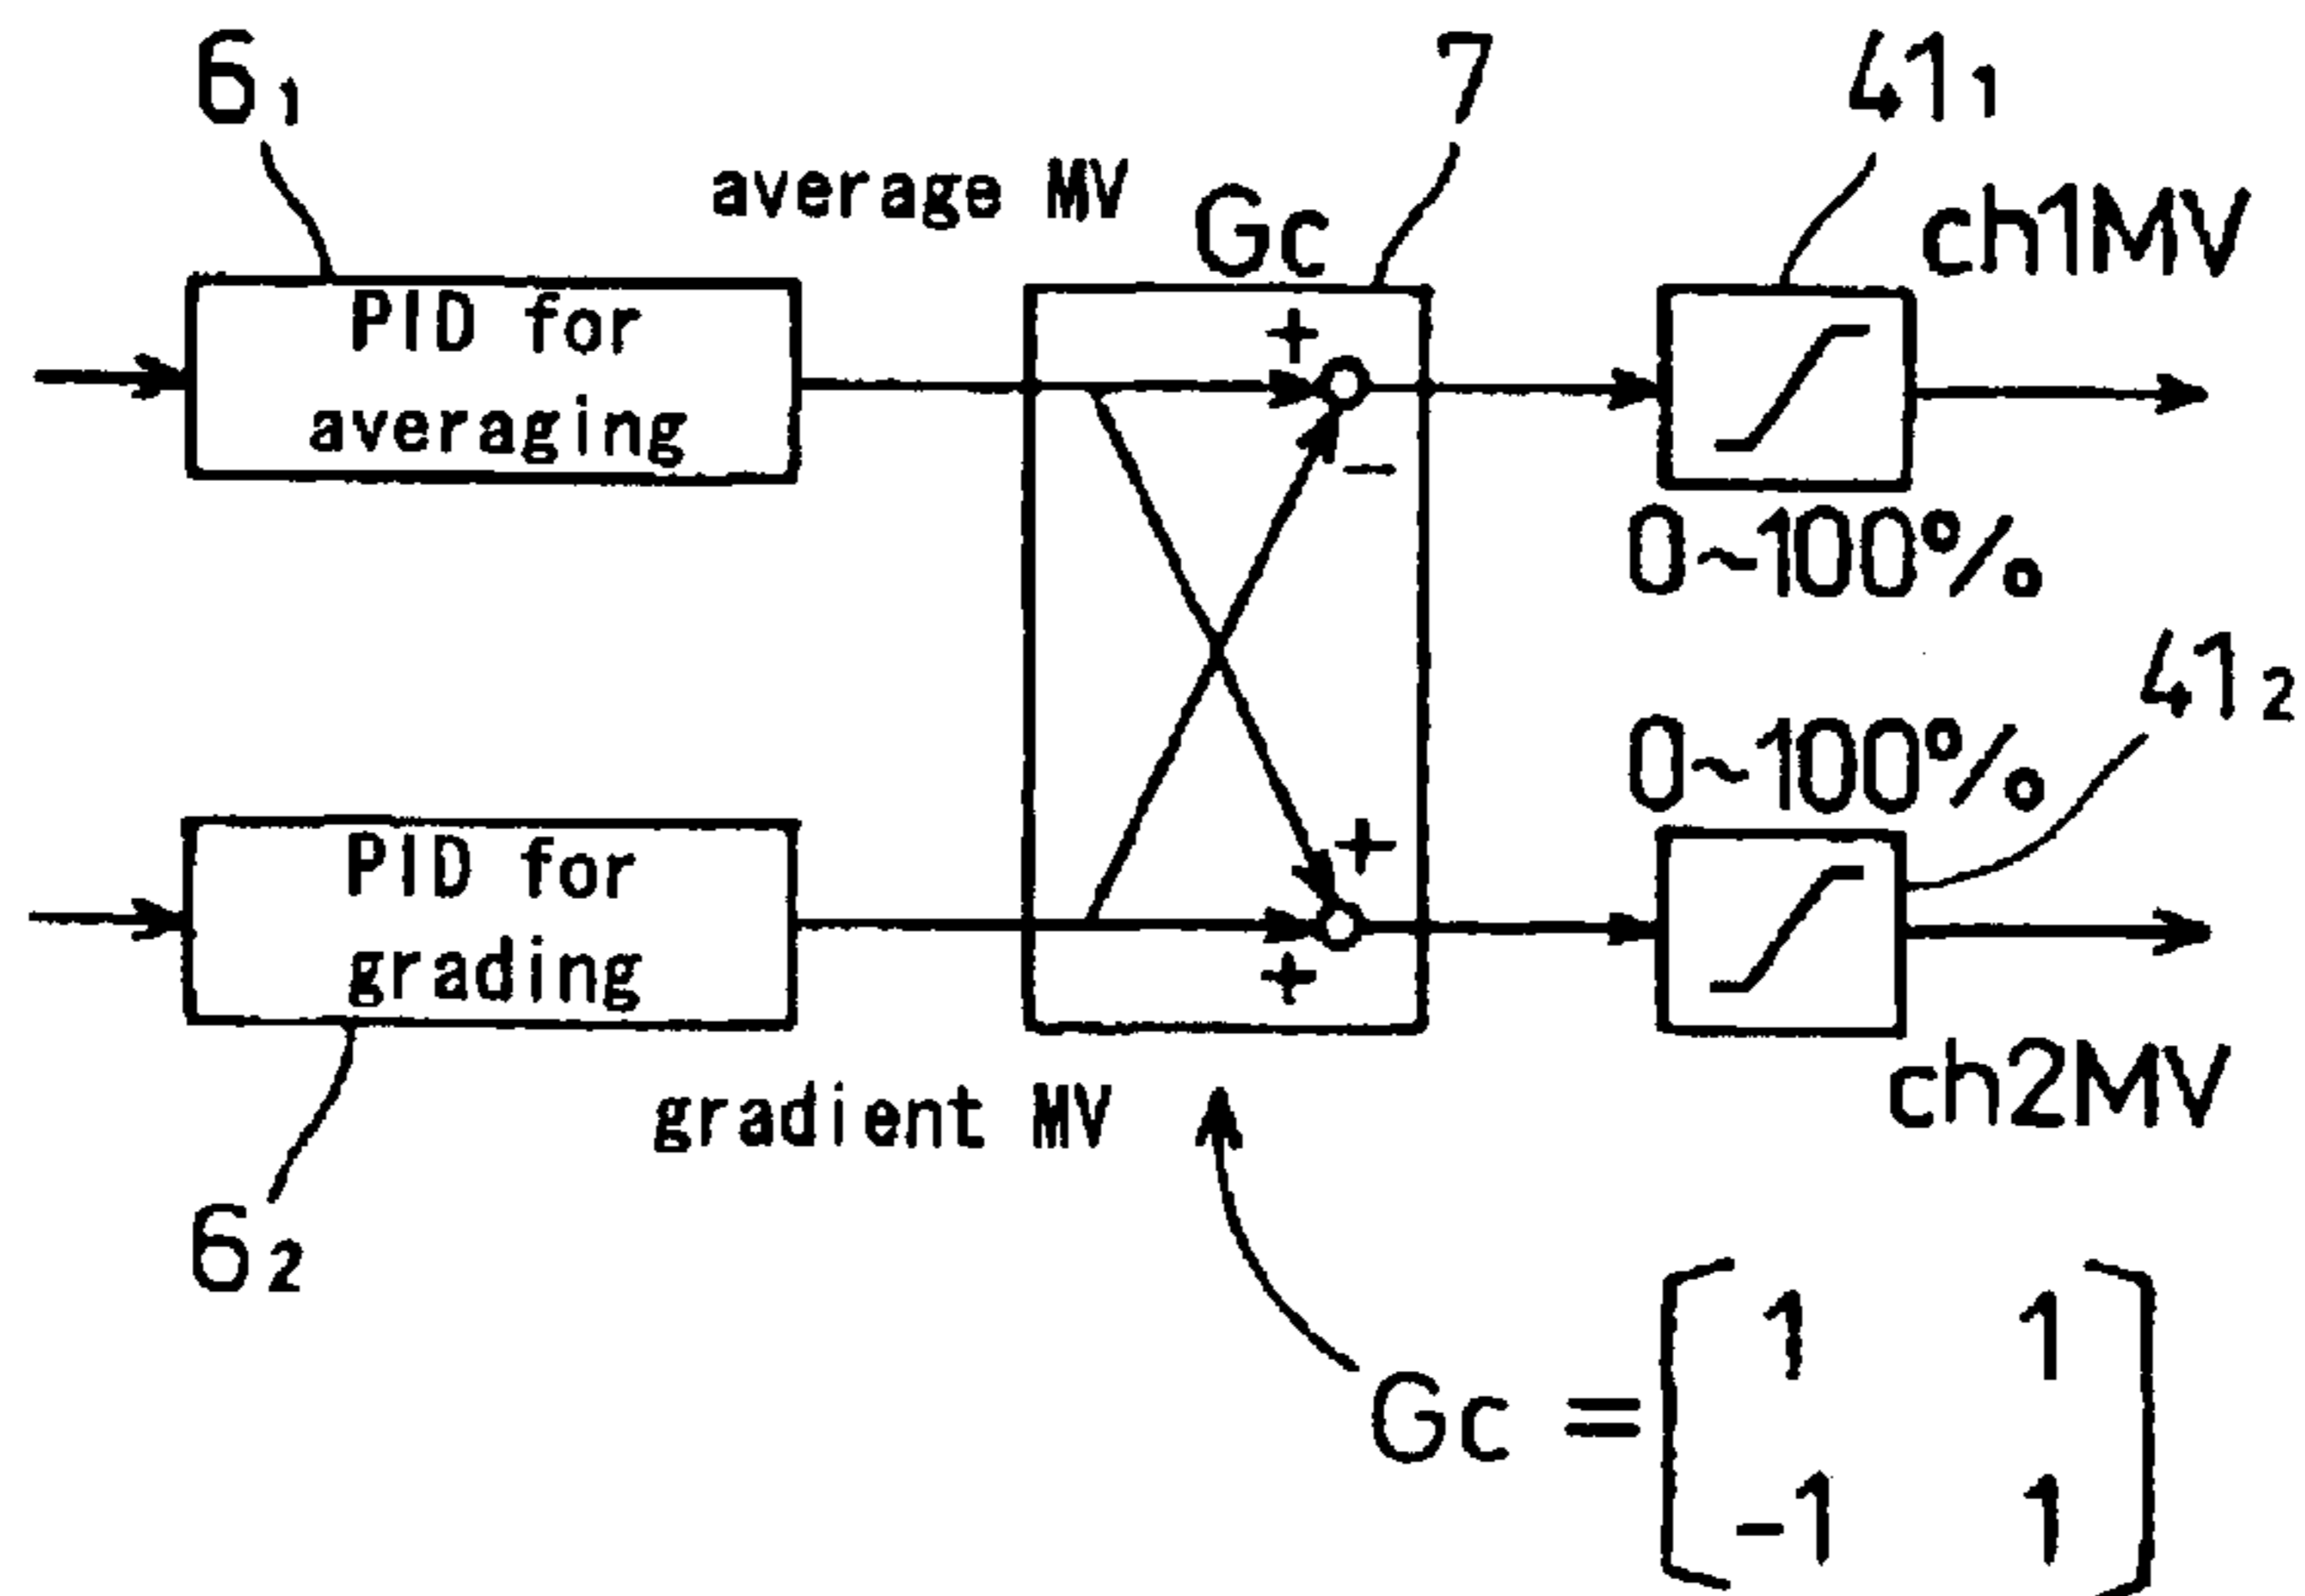 6₁
7
41₁
average MV
Gc
ch1MV
PID for
averaging
+
−
0~100%
41₂
0~100%
PID for
grading
+
+
ch2MV
gradient MV
6₂
Gc = [ 1 1
-1 1 ]